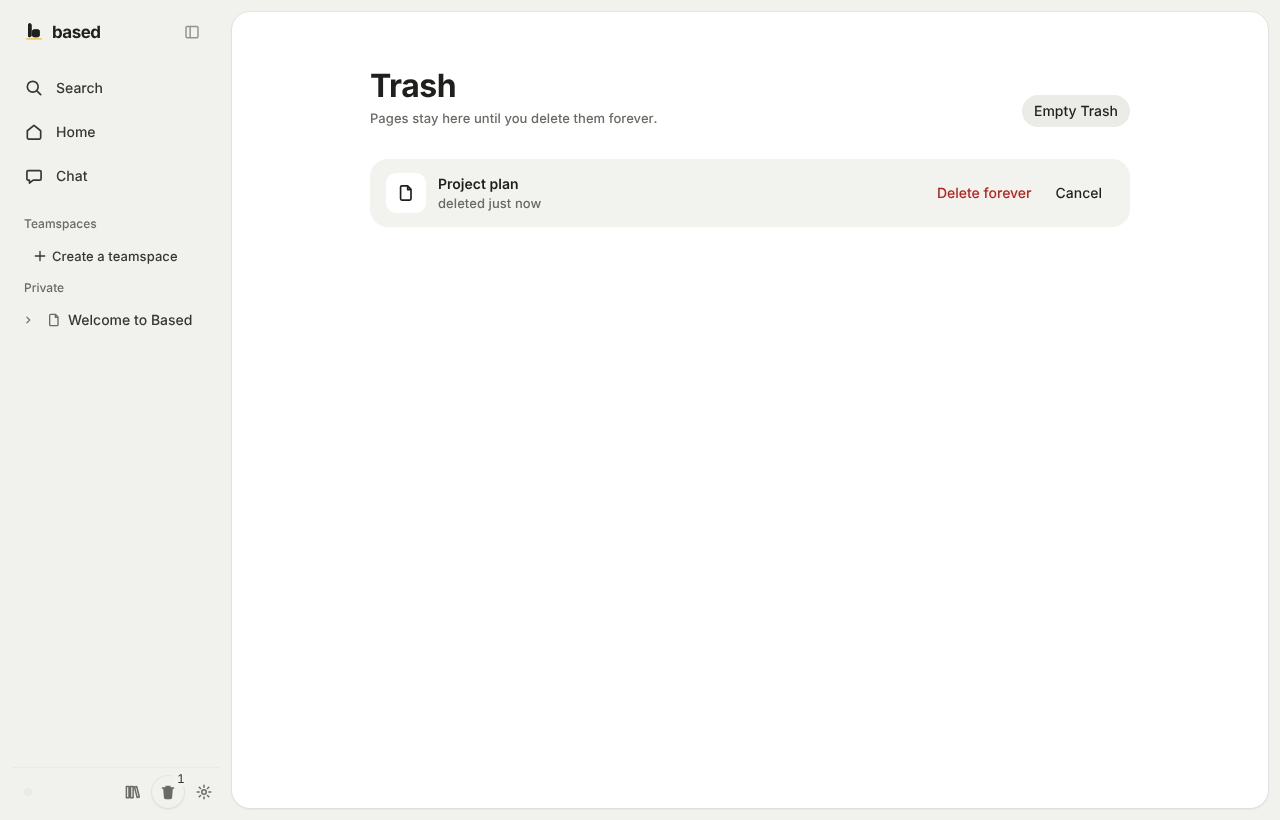 based
Search
Home
Chat
Teamspaces
Create a teamspace
Private
Welcome to Based
1
Trash
Pages stay here until you delete them forever.
Empty Trash
Project plan
deleted just now
Delete forever
Cancel